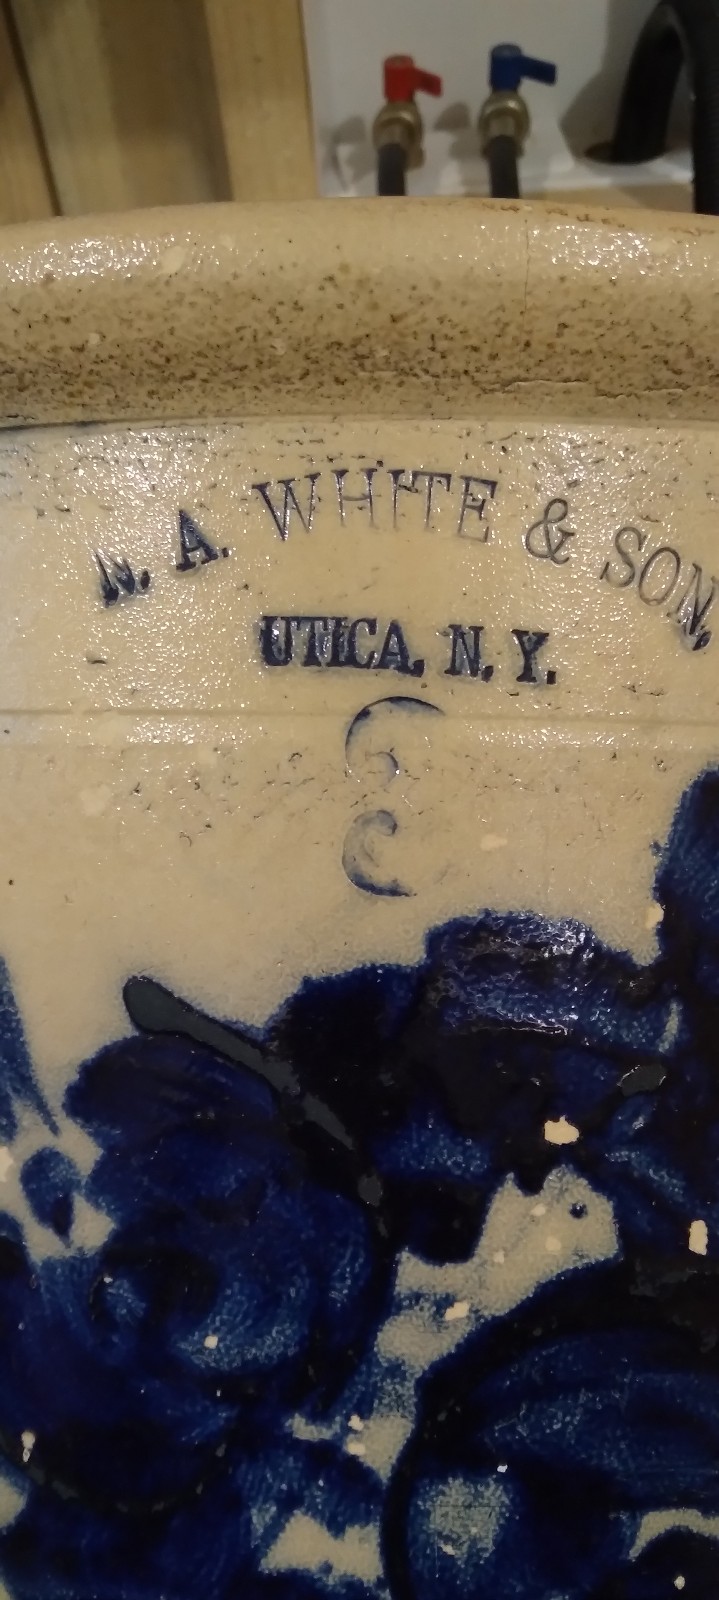 N. A. WHITE & SON,
UTICA, N. Y.